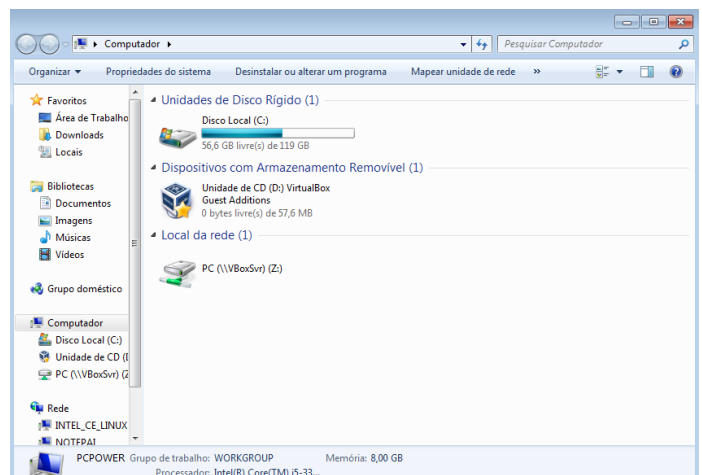 Computador
Pesquisar Computador
Organizar
Propriedades do sistema
Desinstalar ou alterar um programa
Mapear unidade de rede
»
Favoritos
Área de Trabalho
Downloads
Locais
Bibliotecas
Documentos
Imagens
Músicas
Vídeos
Grupo doméstico
Computador
Disco Local (C:)
Unidade de CD (
PC (\\VBoxSvr) (Z
Rede
INTEL_CE_LINUX
NOTEPAI
Unidades de Disco Rígido (1)
Disco Local (C:)
56,6 GB livre(s) de 119 GB
Dispositivos com Armazenamento Removível (1)
Unidade de CD (D:) VirtualBox
Guest Additions
0 bytes livre(s) de 57,6 MB
Local da rede (1)
PC (\\VBoxSvr) (Z:)
PCPOWER Grupo de trabalho: WORKGROUP Memória: 8,00 GB
Processador: Intel(R) Core(TM) i5-33...